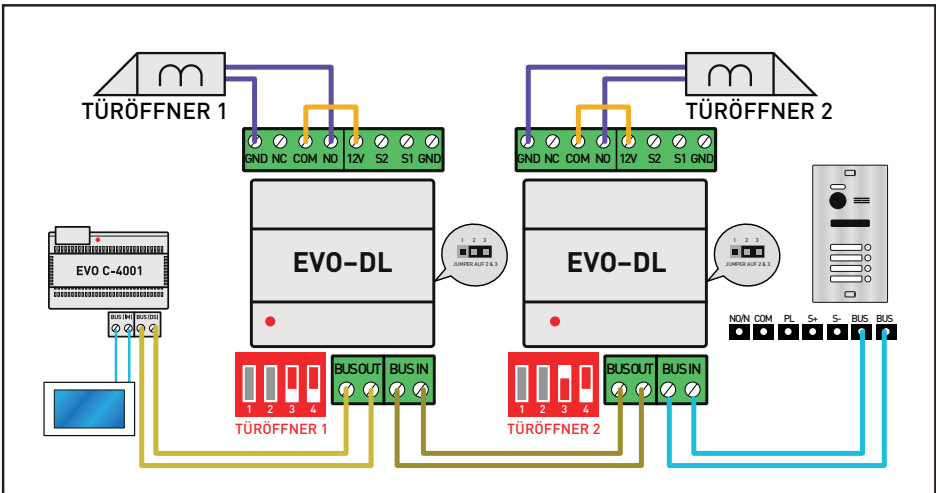 TÜRÖFFNER 1
TÜRÖFFNER 2
GND NC COM NO 12V S2 S1 GND
GND NC COM NO 12V S2 S1 GND
EVO-DL
1 2 3
JUMPER AUF 2 & 3
EVO-DL
1 2 3
JUMPER AUF 2 & 3
EVO C-4001
BUS (IM) BUS (DS)
NO/N COM PL S+ S- BUS BUS
1 2 3 4
TÜRÖFFNER 1
BUS OUT BUS IN
1 2 3 4
TÜRÖFFNER 2
BUS OUT BUS IN